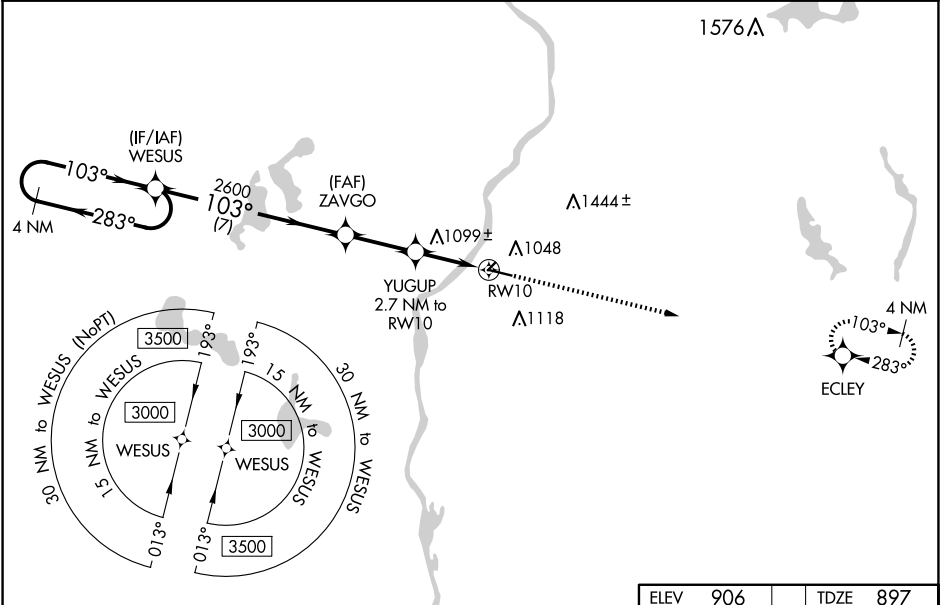 1576
(IF/IAF)
WESUS
103°
283°
4 NM
2600
103°
(7)
(FAF)
ZAVGO
1099±
1444±
1048
YUGUP
2.7 NM to
RW10
RW10
1118
4 NM
103°
283°
ECLEY
30 NM to WESUS (NoPT)
3500
15 NM to WESUS
3000
WESUS
193°
013°
193°
30 NM to WESUS
15 NM to WESUS
3000
WESUS
013°
3500
ELEV 906 TDZE 897